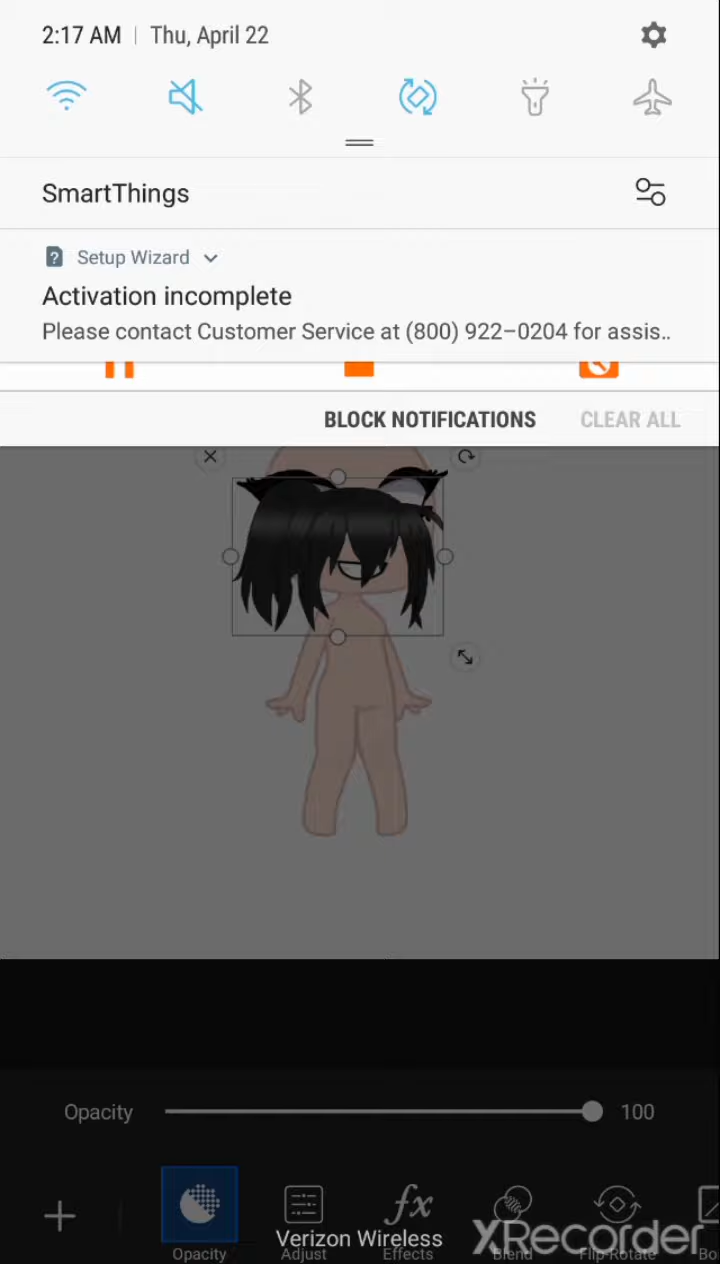 2:17 AM | Thu, April 22
SmartThings
Setup Wizard
Activation incomplete
Please contact Customer Service at (800) 922-0204 for assis..
BLOCK NOTIFICATIONS CLEAR ALL
Opacity 100
Opacity Adjust Effects Blend Flip-Rotate Bo
Verizon Wireless
XRecorder